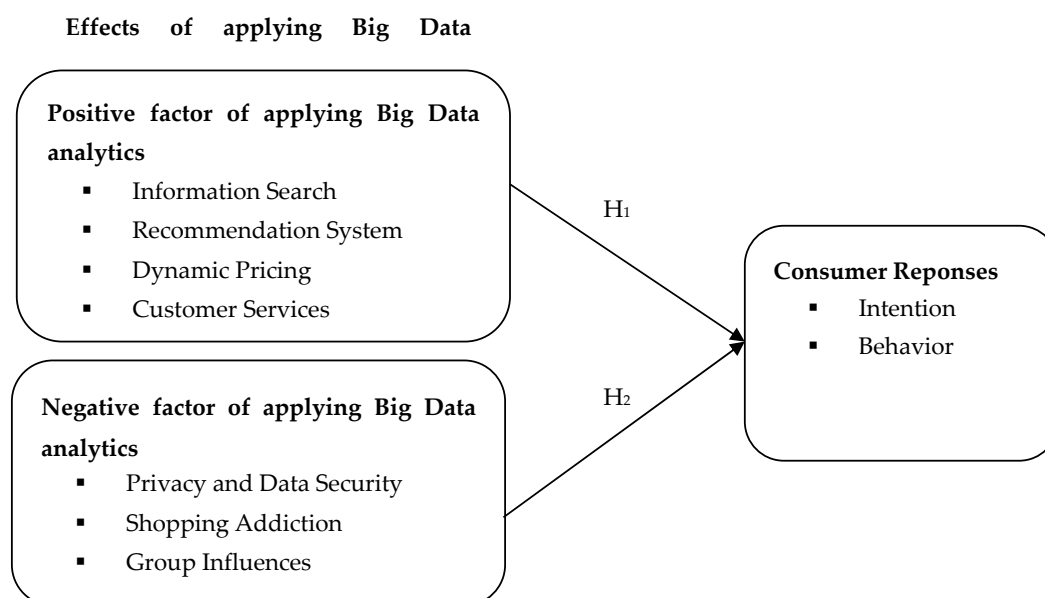 Effects of applying Big Data
Positive factor of applying Big Data
analytics
▪ Information Search
▪ Recommendation System
▪ Dynamic Pricing
▪ Customer Services
H1
Consumer Reponses
▪ Intention
▪ Behavior
H2
Negative factor of applying Big Data
analytics
▪ Privacy and Data Security
▪ Shopping Addiction
▪ Group Influences